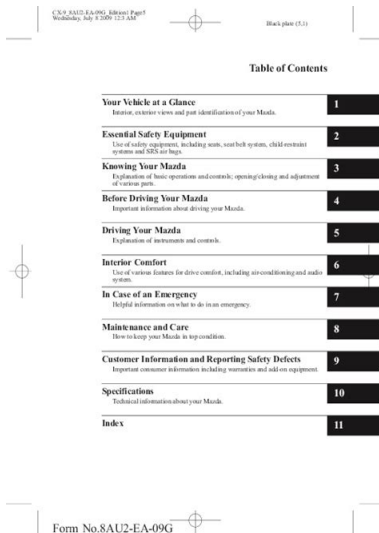 CX-9_8AU2-EA-09G_Edition1 Page5
Wednesday, July 8 2009 12:3 AM
Black plate (5,1)
Table of Contents
Your Vehicle at a Glance
Interior, exterior views and part identification of your Mazda.
1
Essential Safety Equipment
Use of safety equipment, including seats, seat belt system, child-restraint
systems and SRS air bags.
2
Knowing Your Mazda
Explanation of basic operations and controls; opening/closing and adjustment
of various parts.
3
Before Driving Your Mazda
Important information about driving your Mazda.
4
Driving Your Mazda
Explanation of instruments and controls.
5
Interior Comfort
Use of various features for drive comfort, including air-conditioning and audio
system.
6
In Case of an Emergency
Helpful information on what to do in an emergency.
7
Maintenance and Care
How to keep your Mazda in top condition.
8
Customer Information and Reporting Safety Defects
Important consumer information including warranties and add-on equipment.
9
Specifications
Technical information about your Mazda.
10
Index
11
Form No.8AU2-EA-09G